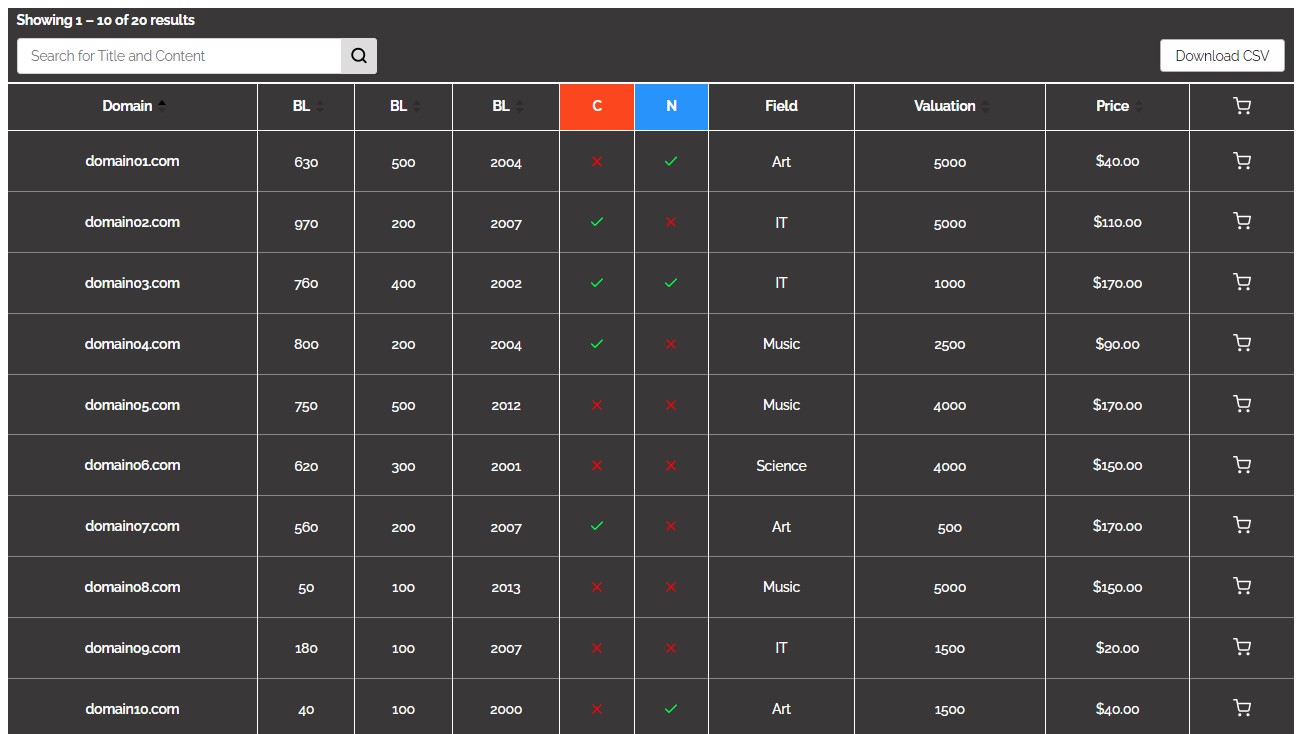 Showing 1 – 10 of 20 results
Search for Title and Content
Download CSV
Domain BL BL BL C N Field Valuation Price
domain01.com 630 500 2004 Art 5000 $40.00
domain02.com 970 200 2007 IT 5000 $110.00
domain03.com 760 400 2002 IT 1000 $170.00
domain04.com 800 200 2004 Music 2500 $90.00
domain05.com 750 500 2012 Music 4000 $170.00
domain06.com 620 300 2001 Science 4000 $150.00
domain07.com 560 200 2007 Art 500 $170.00
domain08.com 50 100 2013 Music 5000 $150.00
domain09.com 180 100 2007 IT 1500 $20.00
domain10.com 40 100 2000 Art 1500 $40.00